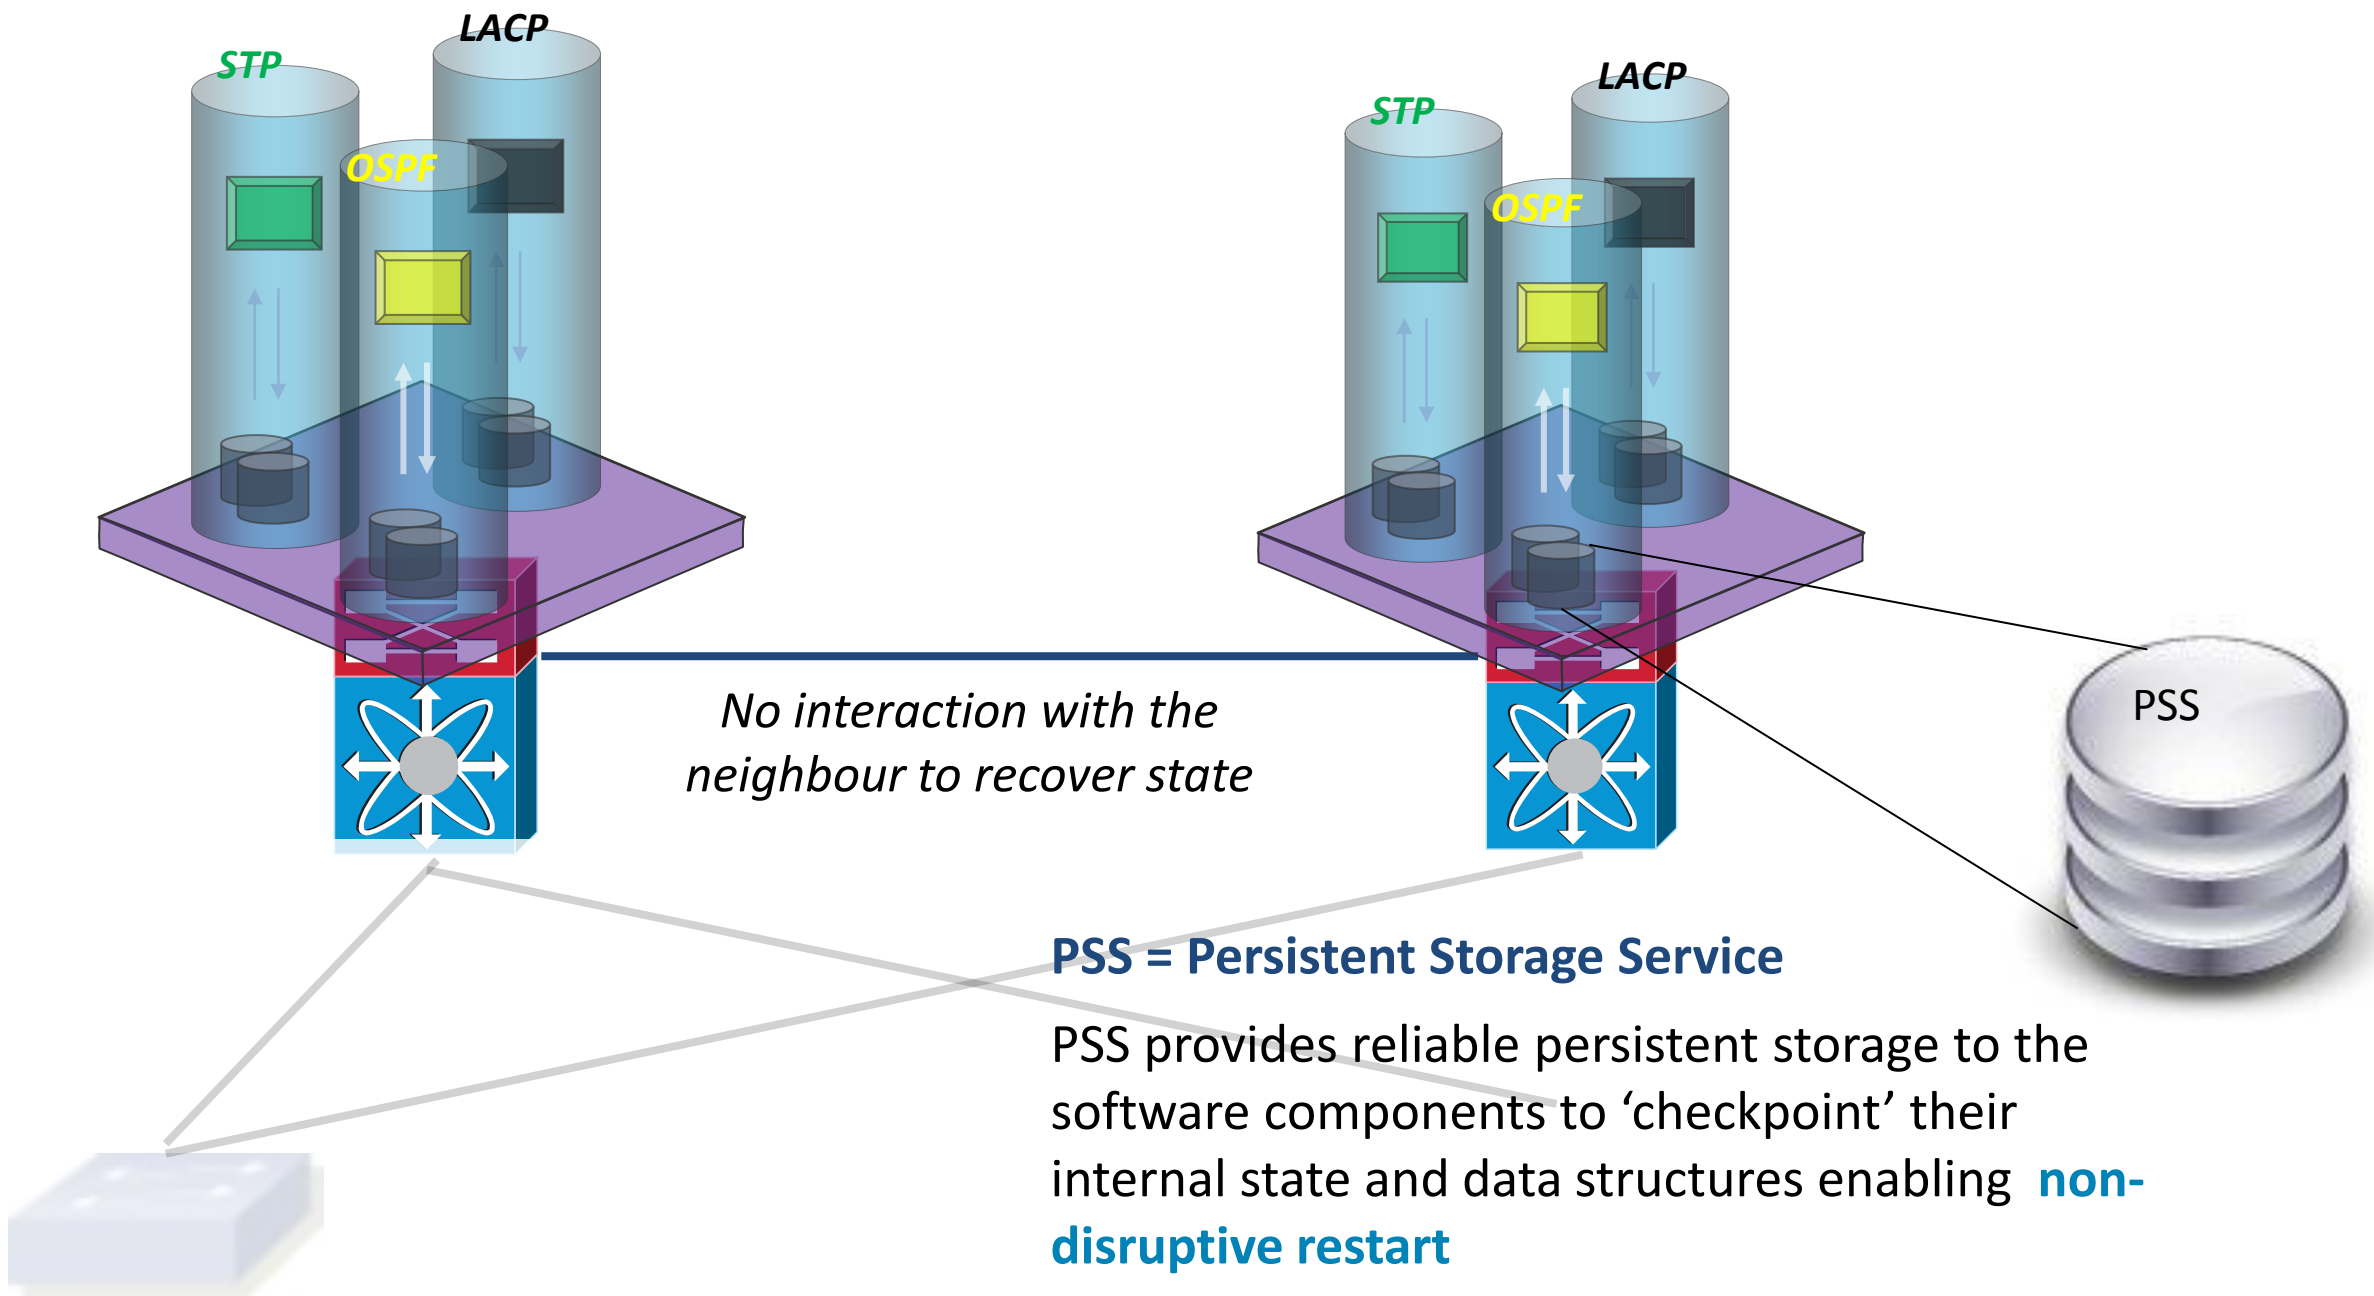 LACP
STP
OSPF
LACP
STP
OSPF
No interaction with the
neighbour to recover state
PSS
PSS = Persistent Storage Service
PSS provides reliable persistent storage to the
software components to ‘checkpoint’ their
internal state and data structures enabling non-
disruptive restart